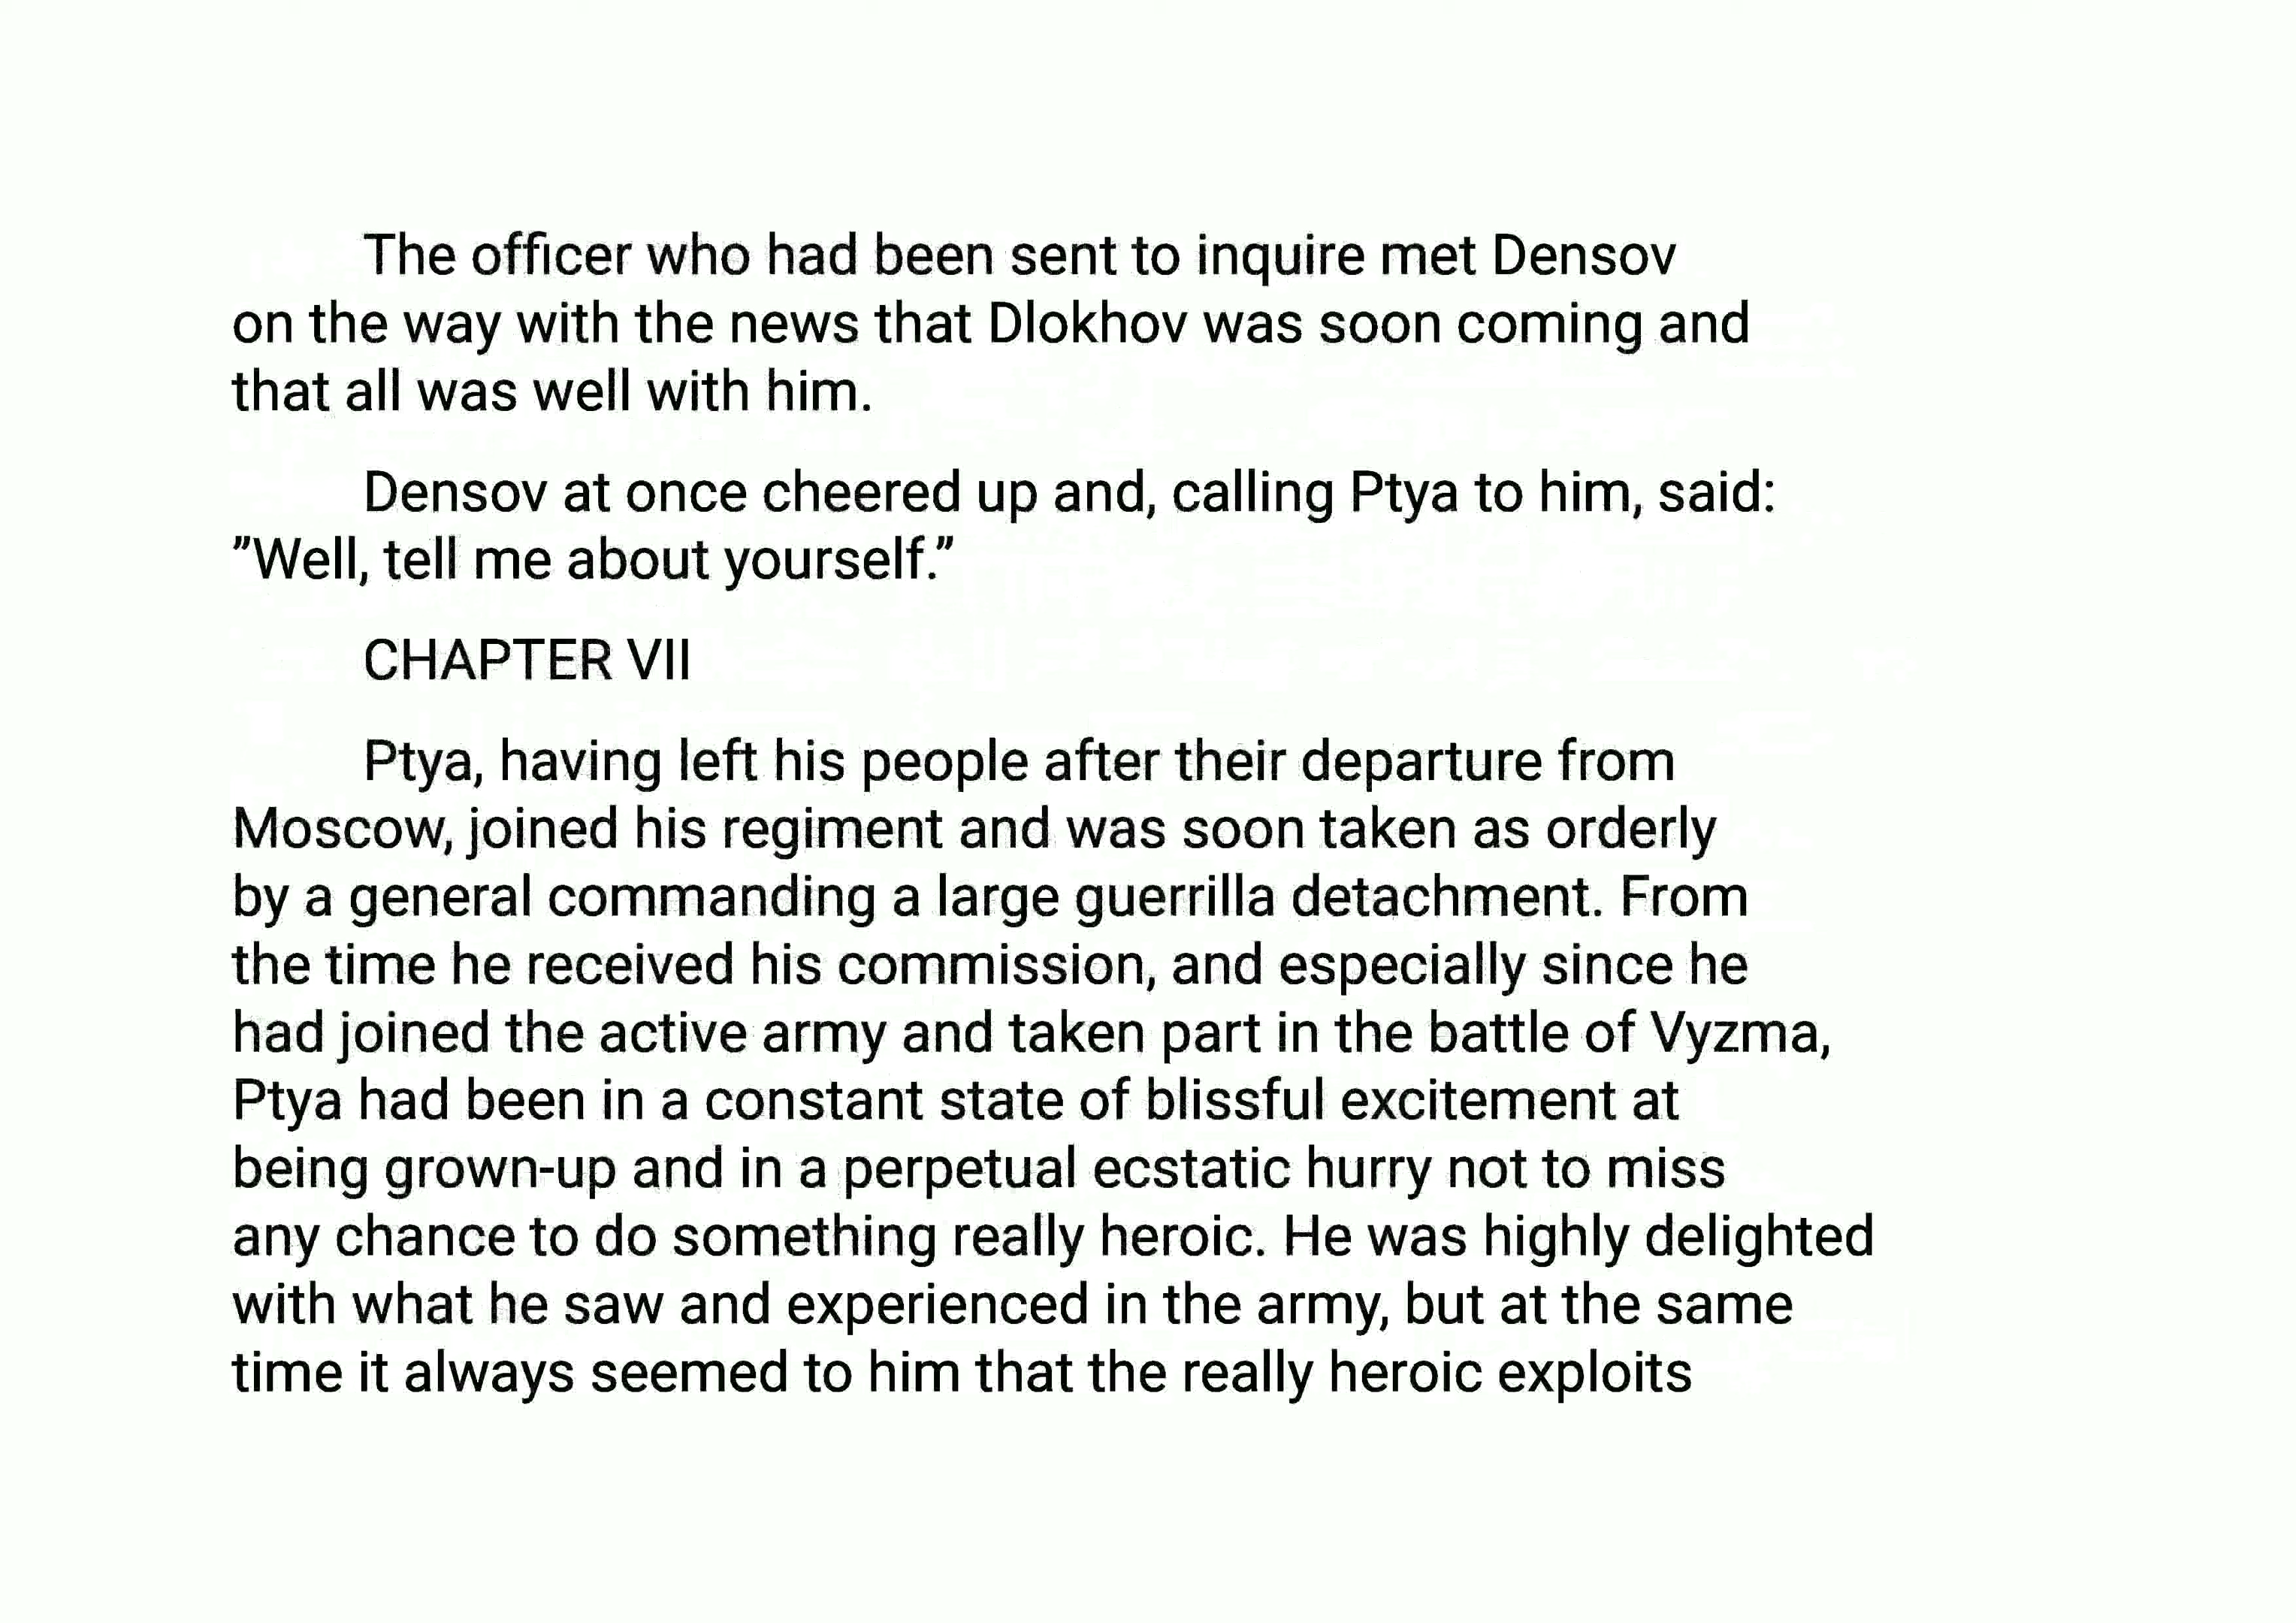 The officer who had been sent to inquire met Densov
on the way with the news that Dlokhov was soon coming and
that all was well with him.
Densov at once cheered up and, calling Ptya to him, said:
”Well, tell me about yourself.”
CHAPTER VII
Ptya, having left his people after their departure from
Moscow, joined his regiment and was soon taken as orderly
by a general commanding a large guerrilla detachment. From
the time he received his commission, and especially since he
had joined the active army and taken part in the battle of Vyzma,
Ptya had been in a constant state of blissful excitement at
being grown-up and in a perpetual ecstatic hurry not to miss
any chance to do something really heroic. He was highly delighted
with what he saw and experienced in the army, but at the same
time it always seemed to him that the really heroic exploits